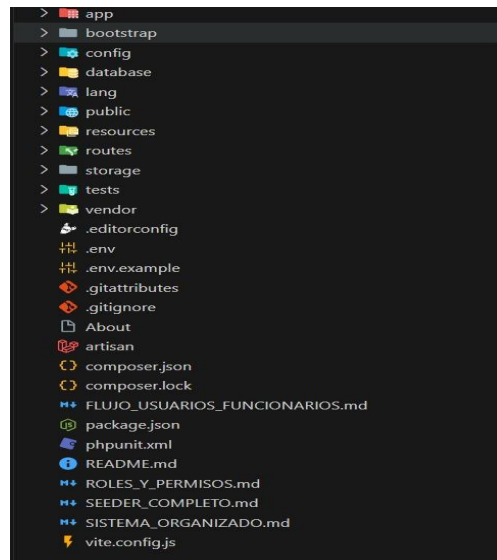 app
bootstrap
config
database
lang
public
resources
routes
storage
tests
vendor
.editorconfig
.env
.env.example
.gitattributes
.gitignore
About
artisan
composer.json
composer.lock
FLUJO_USUARIOS_FUNCIONARIOS.md
package.json
phpunit.xml
README.md
ROLES_Y_PERMISOS.md
SEEDER_COMPLETO.md
SISTEMA_ORGANIZADO.md
vite.config.js